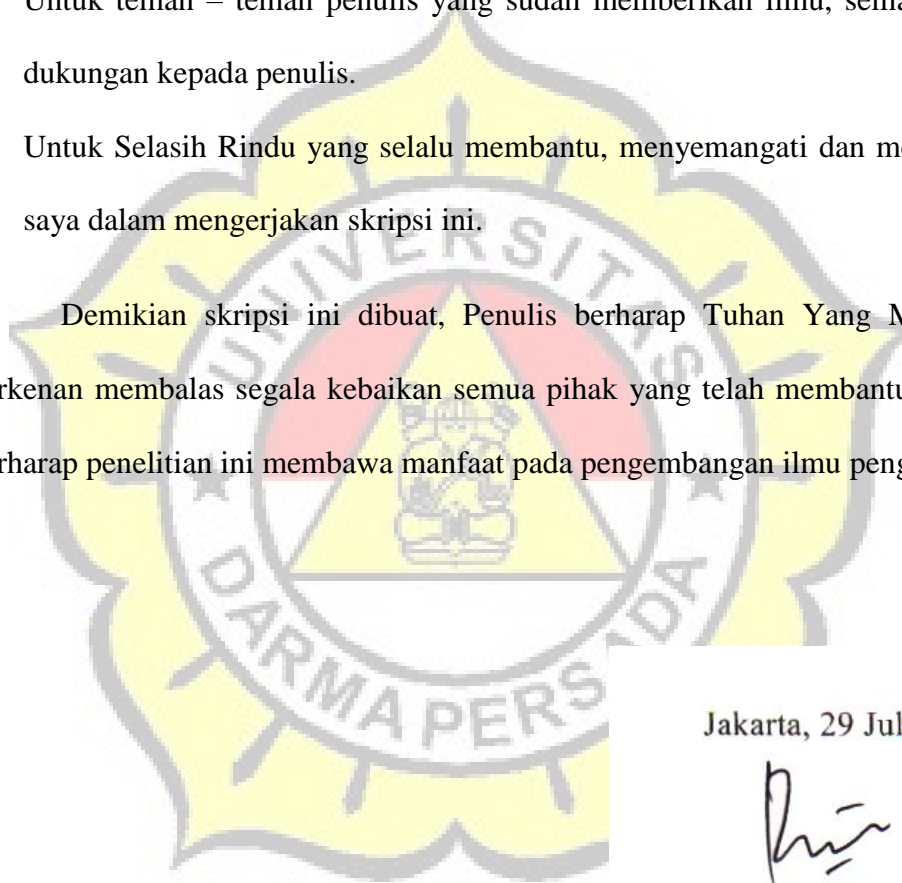 Untuk teman – teman penulis yang sudah memberikan ilmu,
dukungan kepada penulis.
Untuk Selasih Rindu yang selalu membantu, menyemangati dan
saya dalam mengerjakan skripsi ini.
Demikian skripsi ini dibuat, Penulis berharap Tuhan Yang
rkenan membalas segala kebaikan semua pihak yang telah membantu
rharap penelitian ini membawa manfaat pada pengembangan ilmu peng
UNIVERSITAS
DARMA PERSADA
Jakarta, 29 Jul